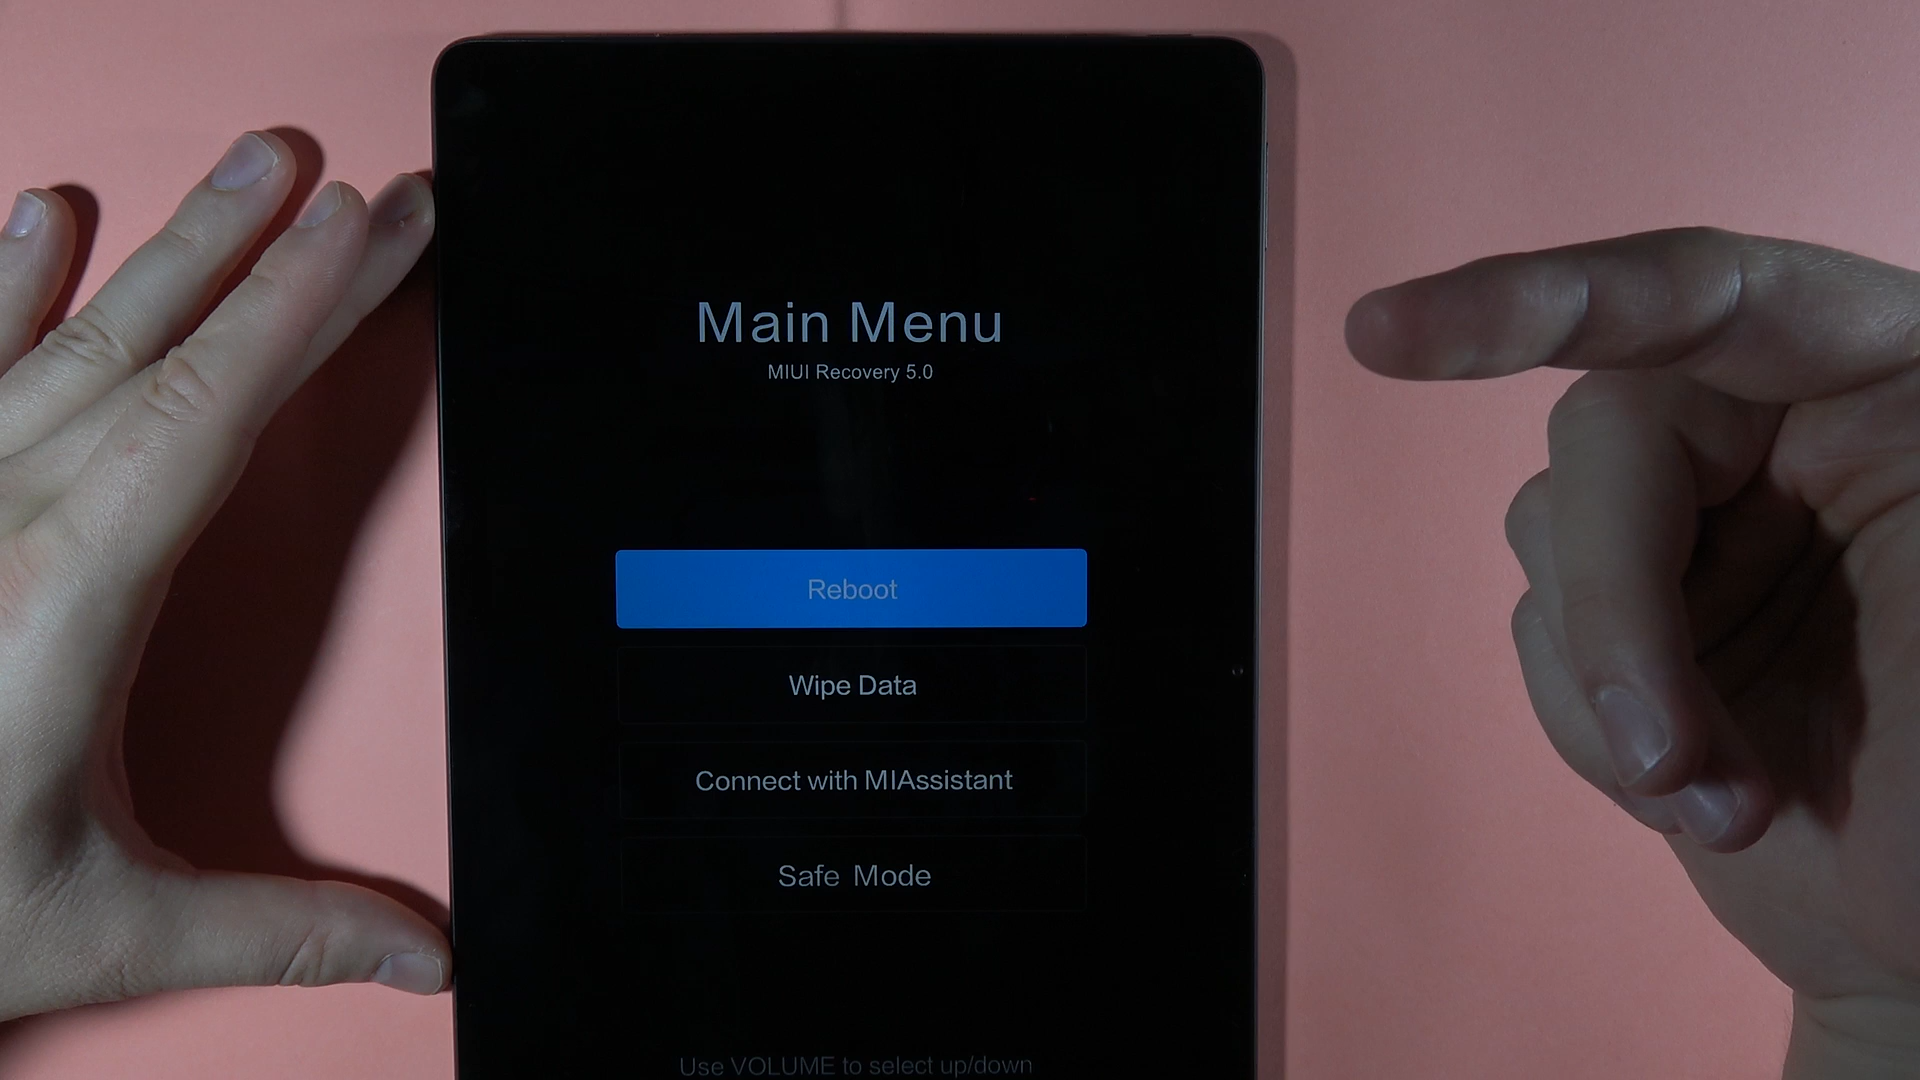 Main Menu
MIUI Recovery 5.0
Reboot
Wipe Data
Connect with MIAssistant
Safe Mode
Use VOLUME to select up/down